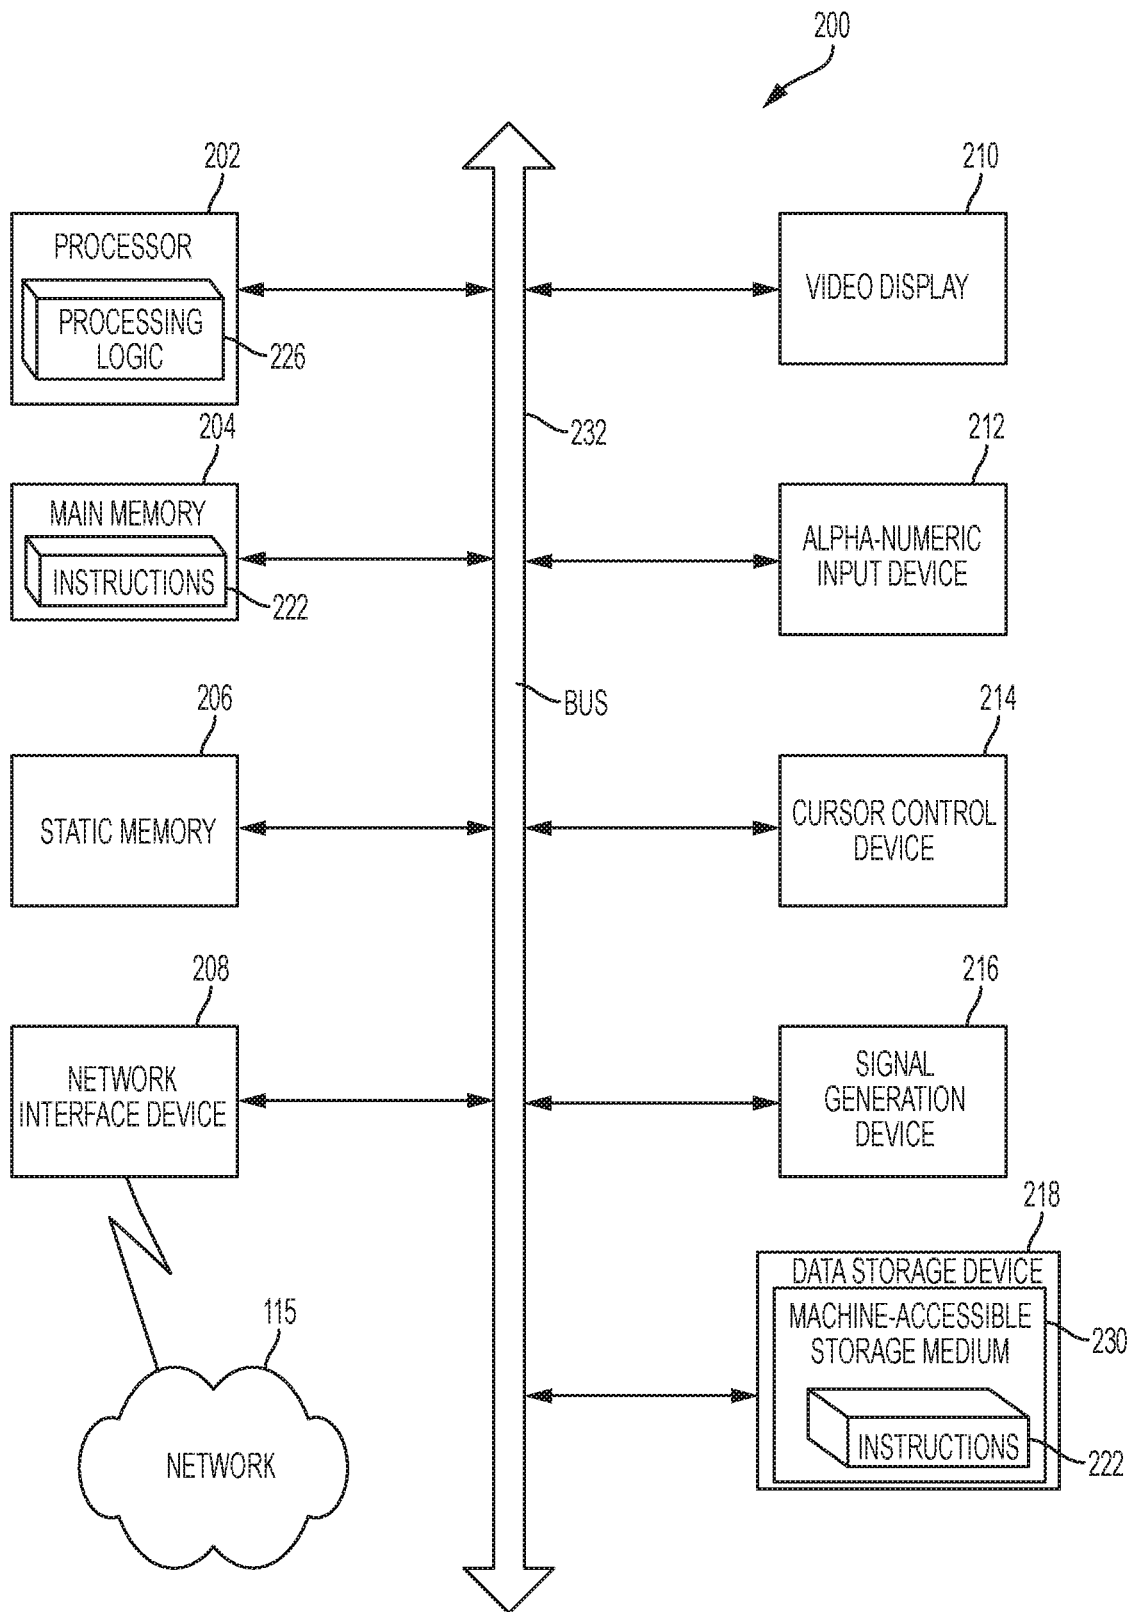 200
202
PROCESSOR
PROCESSING
LOGIC
226
210
VIDEO DISPLAY
232
204
MAIN MEMORY
INSTRUCTIONS
222
212
ALPHA-NUMERIC
INPUT DEVICE
BUS
206
STATIC MEMORY
214
CURSOR CONTROL
DEVICE
208
NETWORK
INTERFACE DEVICE
216
SIGNAL
GENERATION
DEVICE
115
NETWORK
218
DATA STORAGE DEVICE
MACHINE-ACCESSIBLE
STORAGE MEDIUM
230
INSTRUCTIONS
222